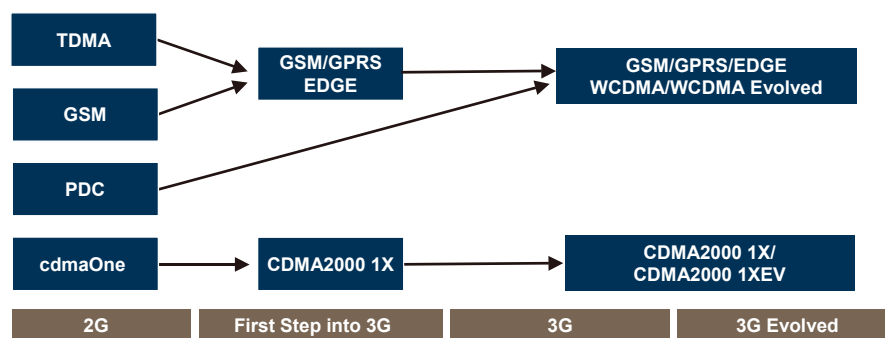 TDMA
GSM/GPRS
EDGE
GSM/GPRS/EDGE
WCDMA/WCDMA Evolved
GSM
PDC
cdmaOne
CDMA2000 1X
CDMA2000 1X/
CDMA2000 1XEV
2G
First Step into 3G
3G
3G Evolved